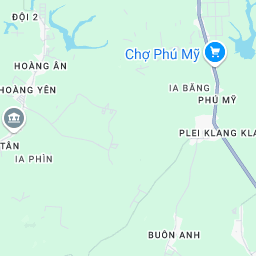 ĐỘI 2
Chợ Phú Mỹ
HOÀNG ÂN
IA BĂNG
HOÀNG YÊN
PHÚ MỸ
PLEI KLANG KLA
TÂN
IA PHÌN
BUÔN ANH